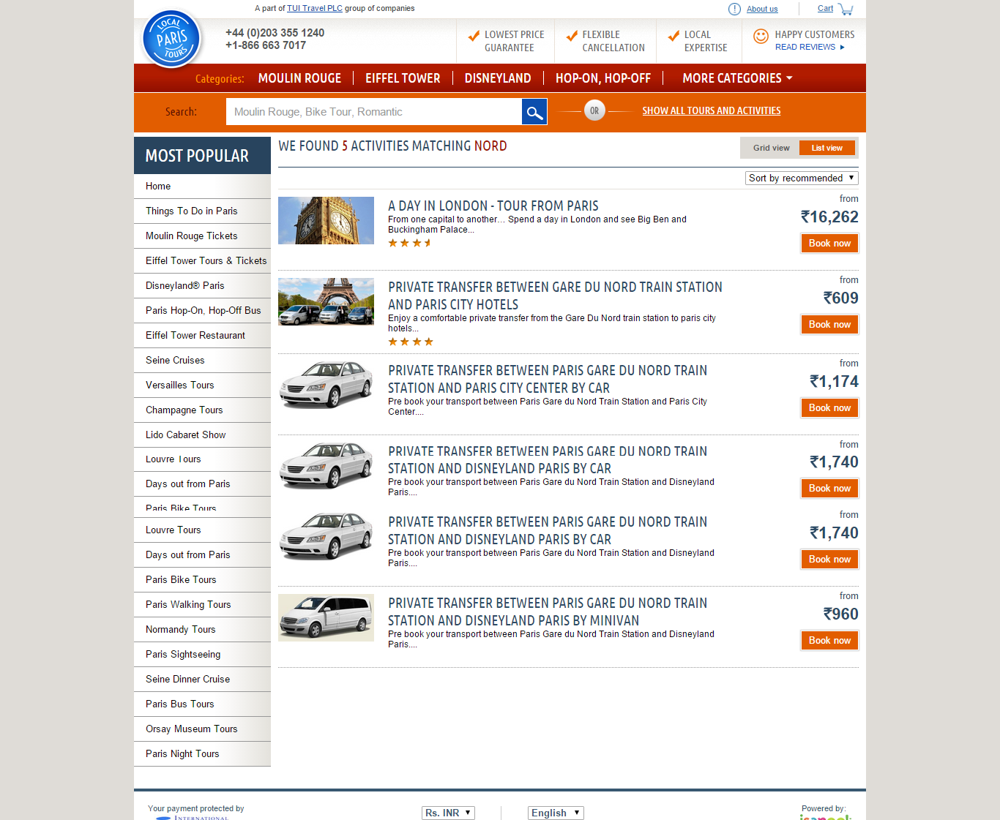 A part of TUI Travel PLC group of companies
About us
Cart
LOCAL
PARIS
TOURS
+44 (0)203 355 1240
+1-866 663 7017
LOWEST PRICE
GUARANTEE
FLEXIBLE
CANCELLATION
LOCAL
EXPERTISE
HAPPY CUSTOMERS
READ REVIEWS
Categories: MOULIN ROUGE EIFFEL TOWER DISNEYLAND HOP-ON, HOP-OFF MORE CATEGORIES
Search: Moulin Rouge, Bike Tour, Romantic OR SHOW ALL TOURS AND ACTIVITIES
MOST POPULAR
Home
Things To Do in Paris
Moulin Rouge Tickets
Eiffel Tower Tours & Tickets
Disneyland® Paris
Paris Hop-On, Hop-Off Bus
Eiffel Tower Restaurant
Seine Cruises
Versailles Tours
Champagne Tours
Lido Cabaret Show
Louvre Tours
Days out from Paris
Paris Bike Tours
Louvre Tours
Days out from Paris
Paris Bike Tours
Paris Walking Tours
Normandy Tours
Paris Sightseeing
Seine Dinner Cruise
Paris Bus Tours
Orsay Museum Tours
Paris Night Tours
WE FOUND 5 ACTIVITIES MATCHING NORD
Grid view List view
Sort by recommended
A DAY IN LONDON - TOUR FROM PARIS
From one capital to another… Spend a day in London and see Big Ben and
Buckingham Palace...
from
₹16,262
Book now
PRIVATE TRANSFER BETWEEN GARE DU NORD TRAIN STATION
AND PARIS CITY HOTELS
Enjoy a comfortable private transfer from the Gare Du Nord train station to paris city
hotels...
from
₹609
Book now
PRIVATE TRANSFER BETWEEN PARIS GARE DU NORD TRAIN
STATION AND PARIS CITY CENTER BY CAR
Pre book your transport between Paris Gare du Nord Train Station and Paris City
Center....
from
₹1,174
Book now
PRIVATE TRANSFER BETWEEN PARIS GARE DU NORD TRAIN
STATION AND DISNEYLAND PARIS BY CAR
Pre book your transport between Paris Gare du Nord Train Station and Disneyland
Paris....
from
₹1,740
Book now
PRIVATE TRANSFER BETWEEN PARIS GARE DU NORD TRAIN
STATION AND DISNEYLAND PARIS BY CAR
Pre book your transport between Paris Gare du Nord Train Station and Disneyland
Paris....
from
₹1,740
Book now
PRIVATE TRANSFER BETWEEN PARIS GARE DU NORD TRAIN
STATION AND DISNEYLAND PARIS BY MINIVAN
Pre book your transport between Paris Gare du Nord Train Station and Disneyland
Paris....
from
₹960
Book now
Your payment protected by
INTERNATIONAL
Rs. INR
English
Powered by: